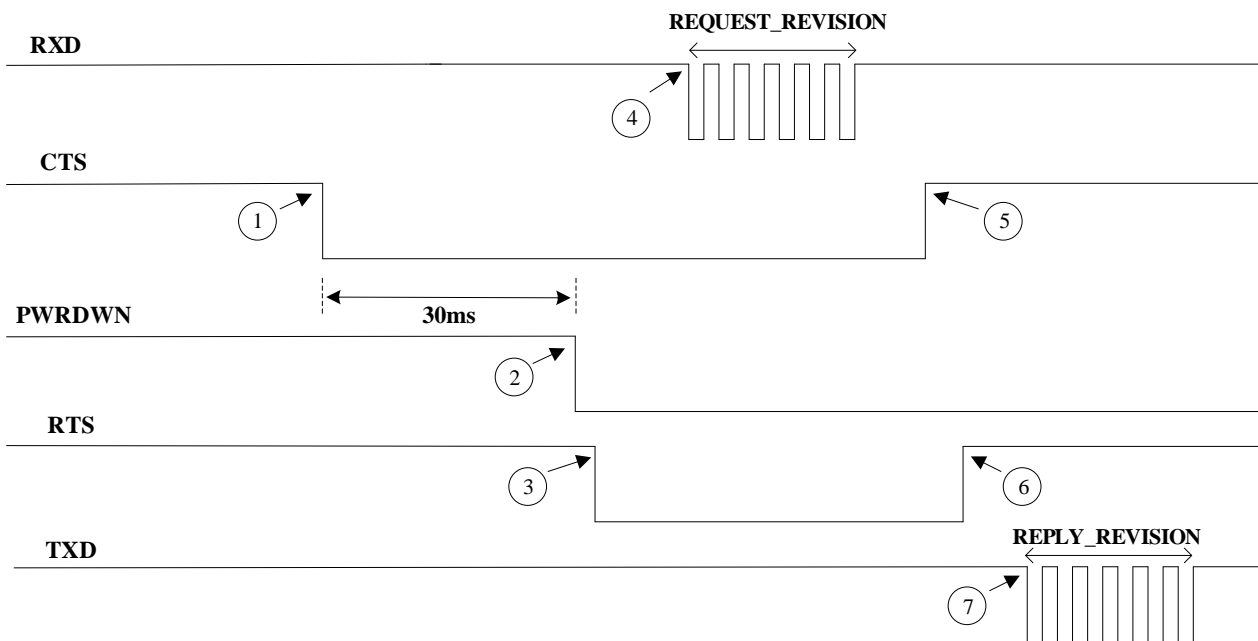 REQUEST_REVISION
RXD
4
CTS
1
5
30ms
PWRDWN
2
RTS
3
6
REPLY_REVISION
TXD
7